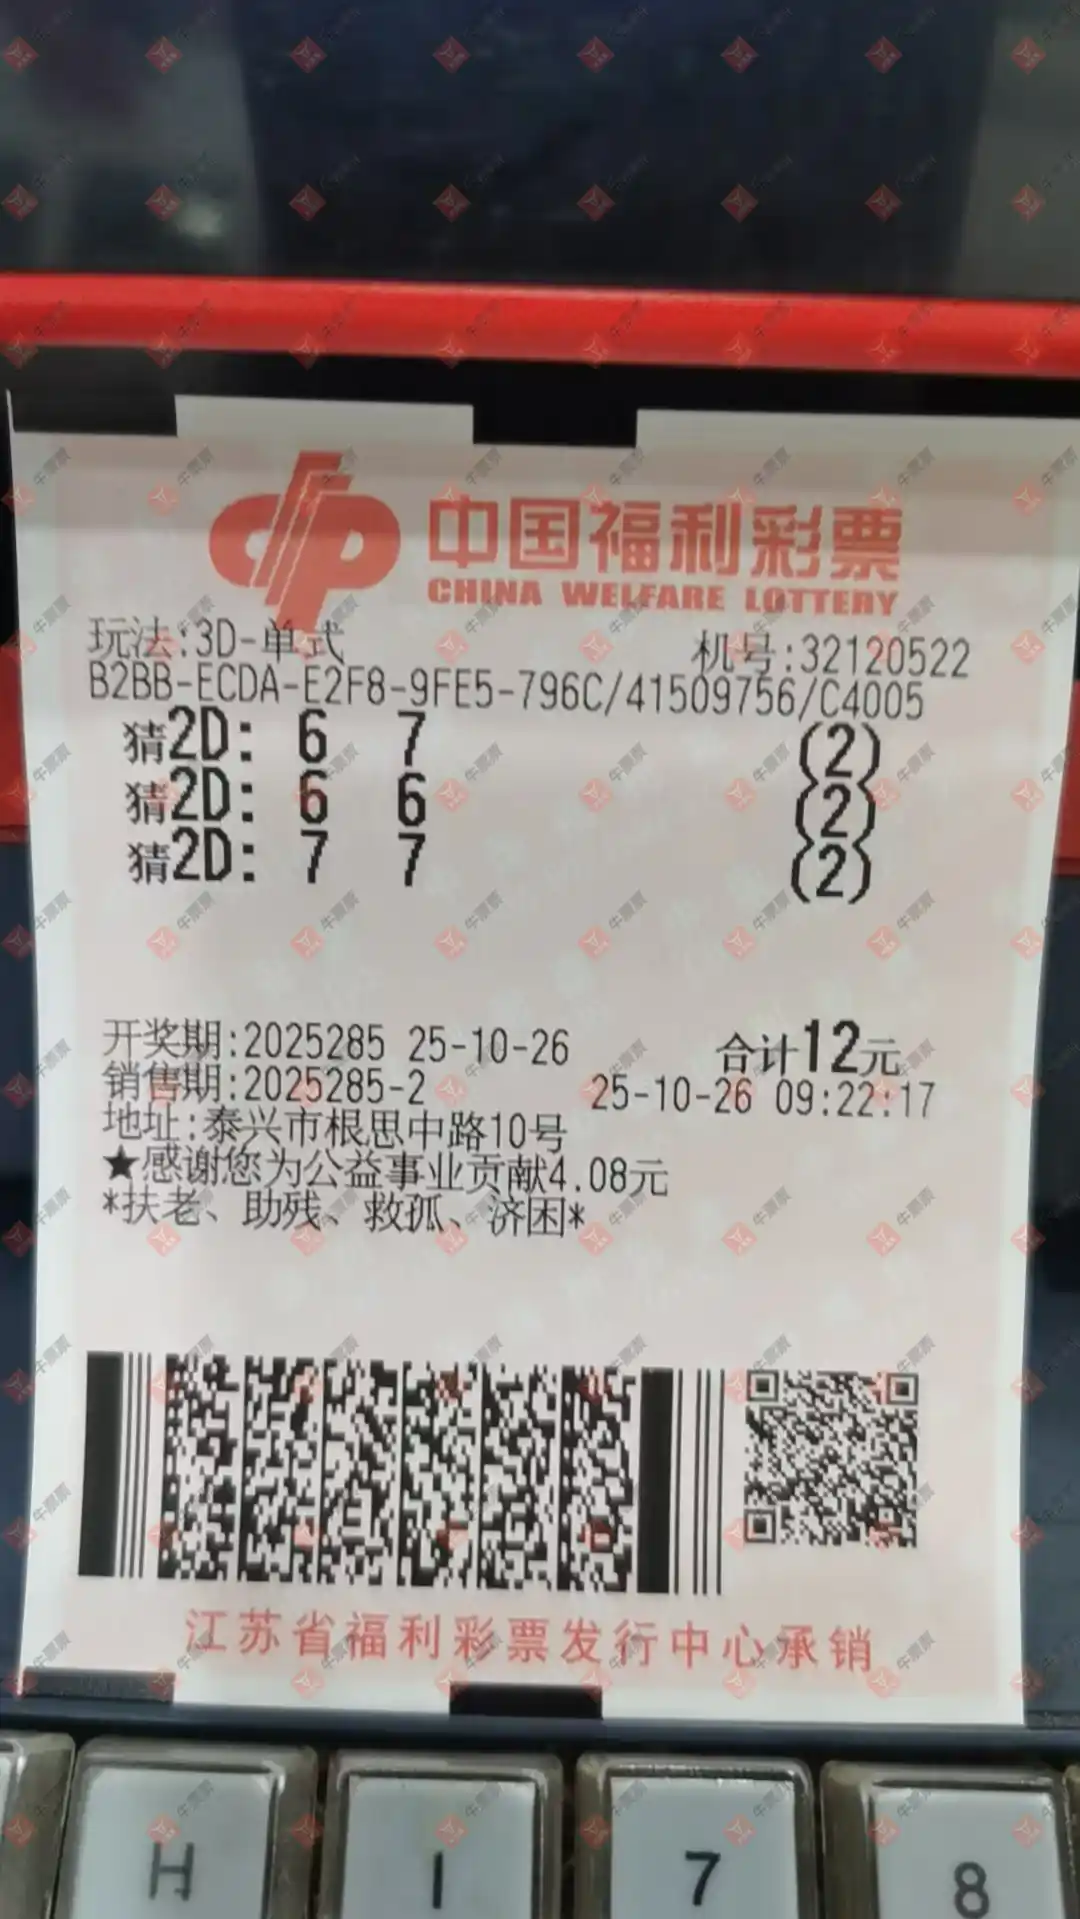 中国福利彩票
CHINA WELFARE LOTTERY
玩法:3D-单式 机号:32120522
B2BB-ECDA-E2F8-9FE5-796C/41509756/C4005
猜2D: 6 7 (2)
猜2D: 6 6 (2)
猜2D: 7 7 (2)
开奖期:2025285 25-10-26 合计12元
销售期:2025285-2 25-10-26 09:22:17
地址:泰兴市根思中路10号
★感谢您为公益事业贡献4.08元
*扶老、助残、救孤、济困*
江苏省福利彩票发行中心承销
H I 7 8
牛票票